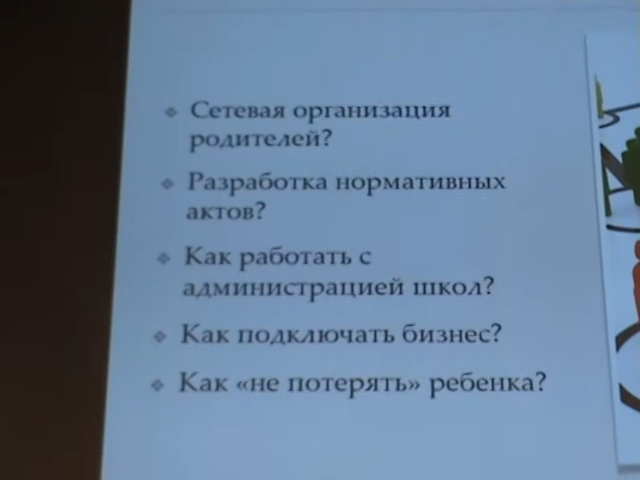 Сетевая организация
родителей?
Разработка нормативных
актов?
Как работать с
администрацией школ?
Как подключать бизнес?
Как «не потерять» ребенка?